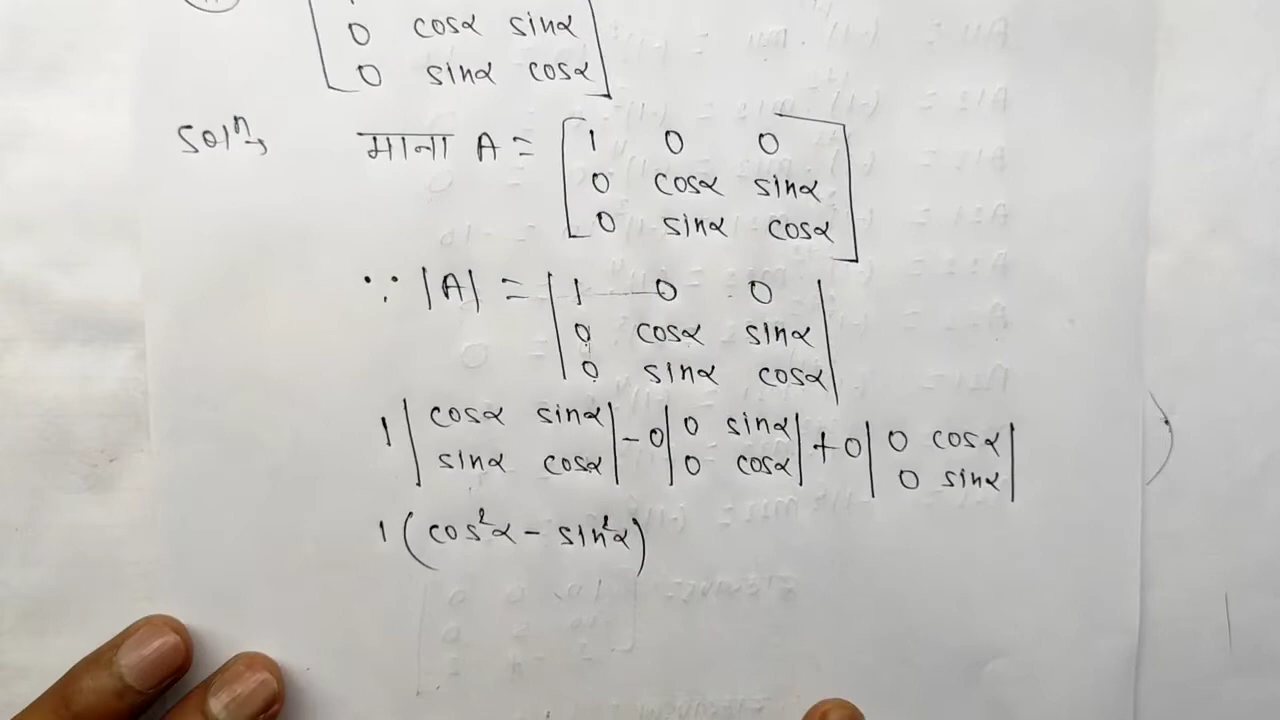 0 cosα sinα
0 sinα cosα
Solⁿ→ माना A = [1 0 0
0 cosα sinα
0 sinα cosα]
∵ |A| = |1 0 0
0 cosα sinα
0 sinα cosα|
1 |cosα sinα| - 0 |0 sinα| + 0 |0 cosα|
|sinα cosα| |0 cosα| |0 sinα|
1 (cos²α - sin²α)